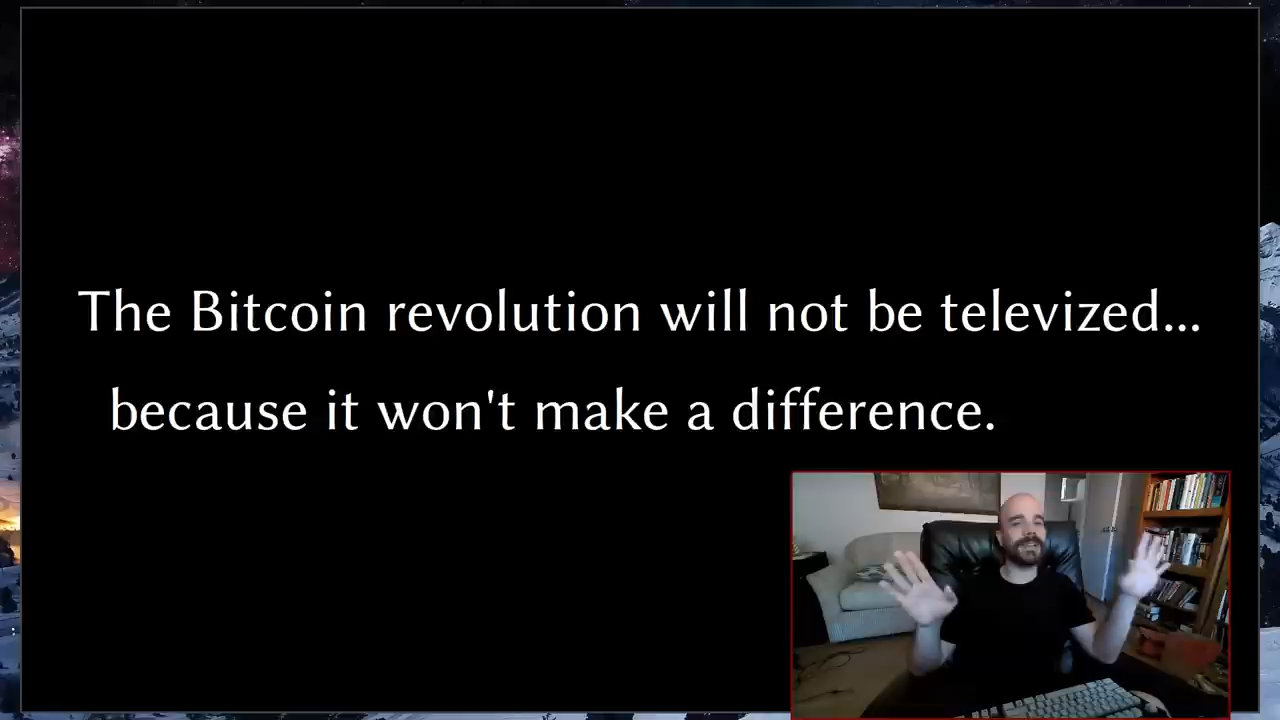 The Bitcoin revolution will not be televized...
because it won't make a difference.